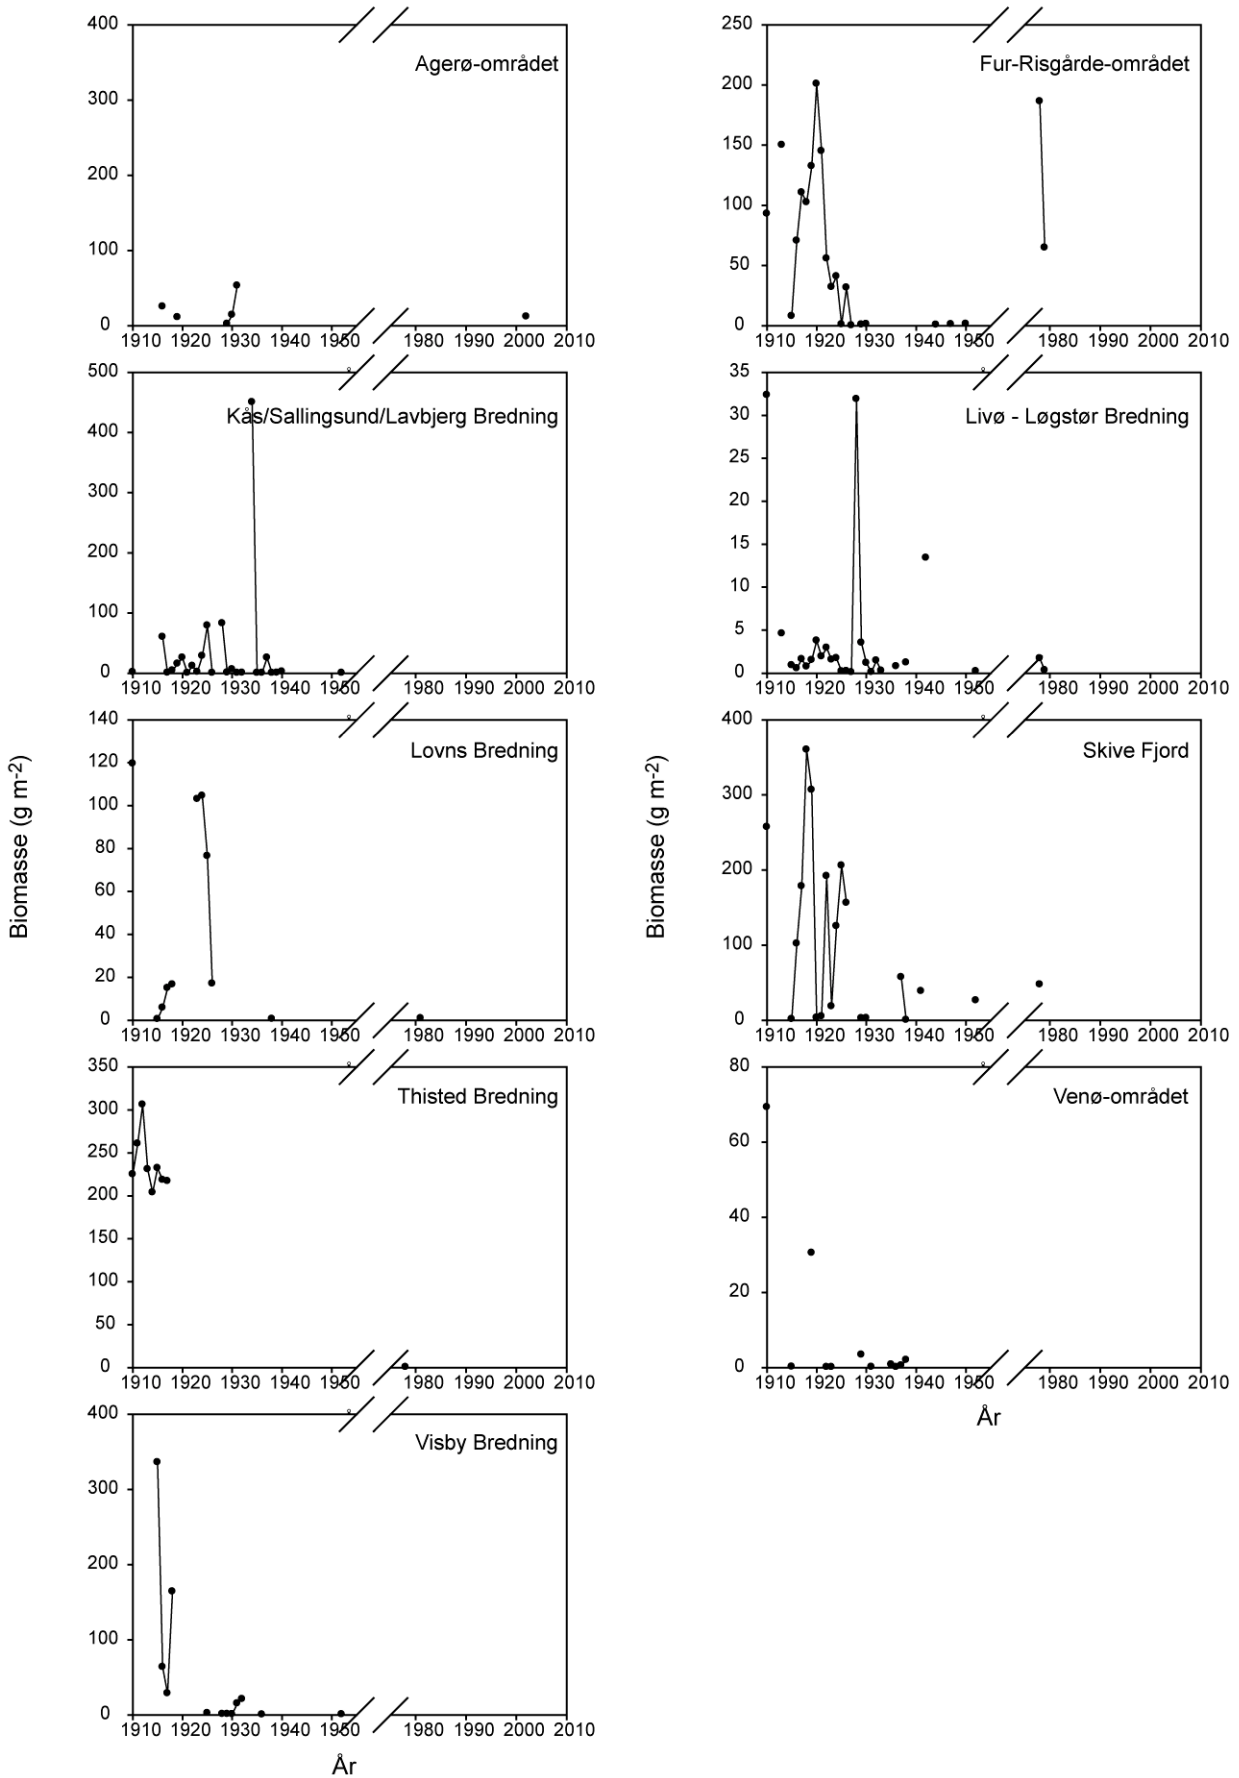 400
300
200
100
0
Agerø-området
1910 1920 1930 1940 1950 1980 1990 2000 2010
250
200
150
100
50
0
Fur-Risgårde-området
1910 1920 1930 1940 1950 1980 1990 2000 2010
500
400
300
200
100
0
Kås/Sallingsund/Lavbjerg Bredning
1910 1920 1930 1940 1950 1980 1990 2000 2010
35
30
25
20
15
10
5
0
Livø - Løgstør Bredning
1910 1920 1930 1940 1950 1980 1990 2000 2010
Biomasse (g m-2)
140
120
100
80
60
40
20
0
Lovns Bredning
1910 1920 1930 1940 1950 1980 1990 2000 2010
Biomasse (g m-2)
400
300
200
100
0
Skive Fjord
1910 1920 1930 1940 1950 1980 1990 2000 2010
350
300
250
200
150
100
50
0
Thisted Bredning
1910 1920 1930 1940 1950 1980 1990 2000 2010
80
60
40
20
0
Venø-området
1910 1920 1930 1940 1950 1980 1990 2000 2010
År
400
300
200
100
0
Visby Bredning
1910 1920 1930 1940 1950 1980 1990 2000 2010
År